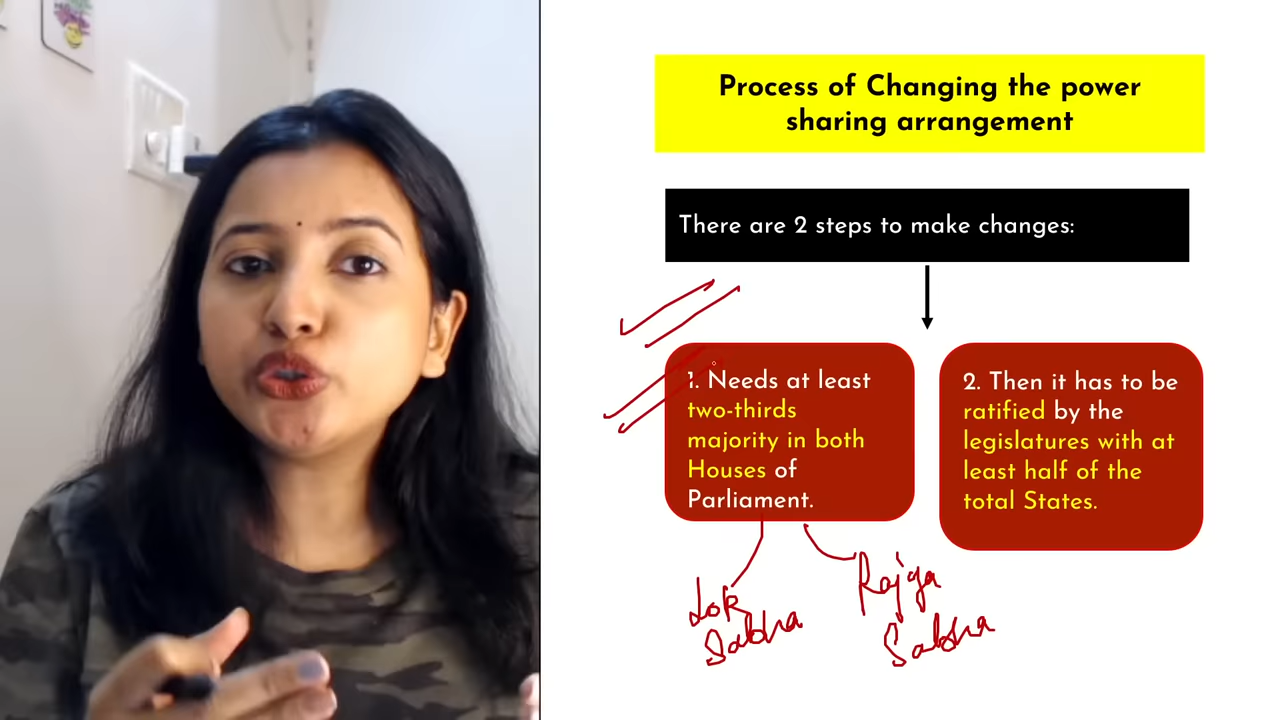 Process of Changing the power
sharing arrangement
There are 2 steps to make changes:
1. Needs at least
two-thirds
majority in both
Houses of
Parliament.
2. Then it has to be
ratified by the
legislatures with at
least half of the
total States.
Lok
Sabha
Rajya
Sabha